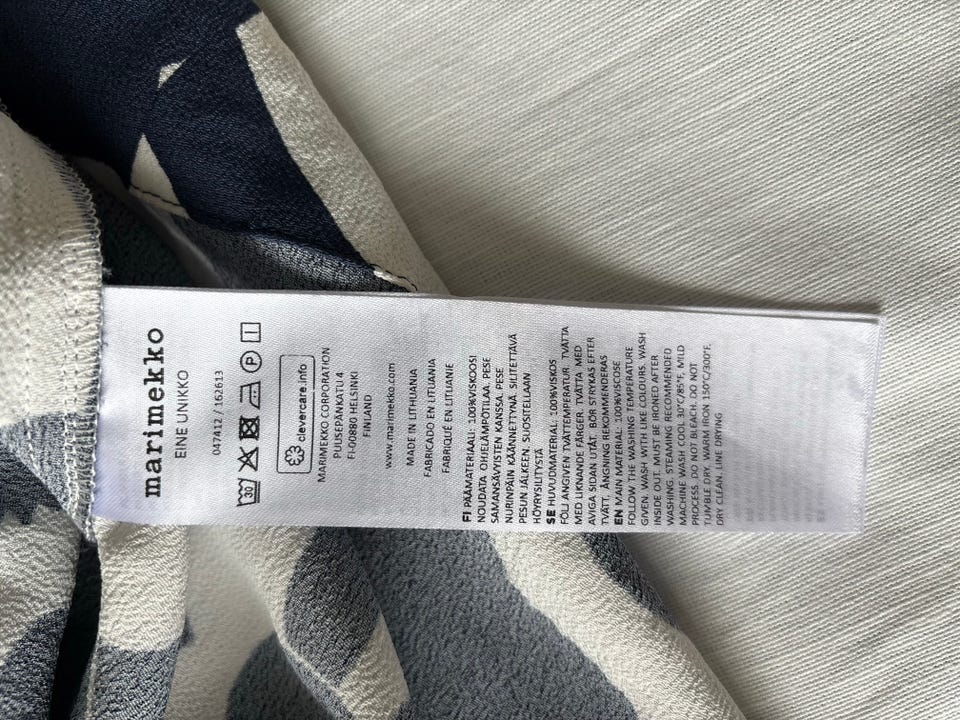 marimekko
EINE UNIKKO
047412 / 162613
30 P
clevercare.info
MARIMEKKO CORPORATION
PUUSEPÄNKATU 4
FI-00880 HELSINKI
FINLAND
www.marimekko.com
MADE IN LITHUANIA
FABRICADO EN LITUANIA
FABRIQUÉ EN LITUANIE
FI PÄÄMATERIAALI: 100%VISKOOSI
NOUDATA OHJELÄMPÖTILAA. PESE
SAMANSÄVYISTEN KANSSA. PESE
NURINPÄIN KÄÄNNETTYNÄ. SILITETTÄVÄ
PESUN JÄLKEEN. SUOSITELLAAN
HÖYRYSILITYSTÄ
SE HUVUDMATERIAL: 100%VISKOS
FÖLJ ANGIVEN TVÄTTEMPERATUR. TVÄTTA
MED LIKNANDE FÄRGER. TVÄTTA MED
AVIGA SIDAN UTÅT. BÖR STRYKAS EFTER
TVÄTT. ÅNGNING REKOMMENDERAS
EN MAIN MATERIAL: 100%VISCOSE
FOLLOW THE WASHING TEMPERATURE
GIVEN. WASH WITH LIKE COLOURS. WASH
INSIDE OUT. MUST BE IRONED AFTER
WASHING. STEAMING RECOMMENDED
MACHINE WASH COOL 30°C/85°F, MILD
PROCESS. DO NOT BLEACH. DO NOT
TUMBLE DRY. WARM IRON 150°C/300°F.
DRY CLEAN. LINE DRYING